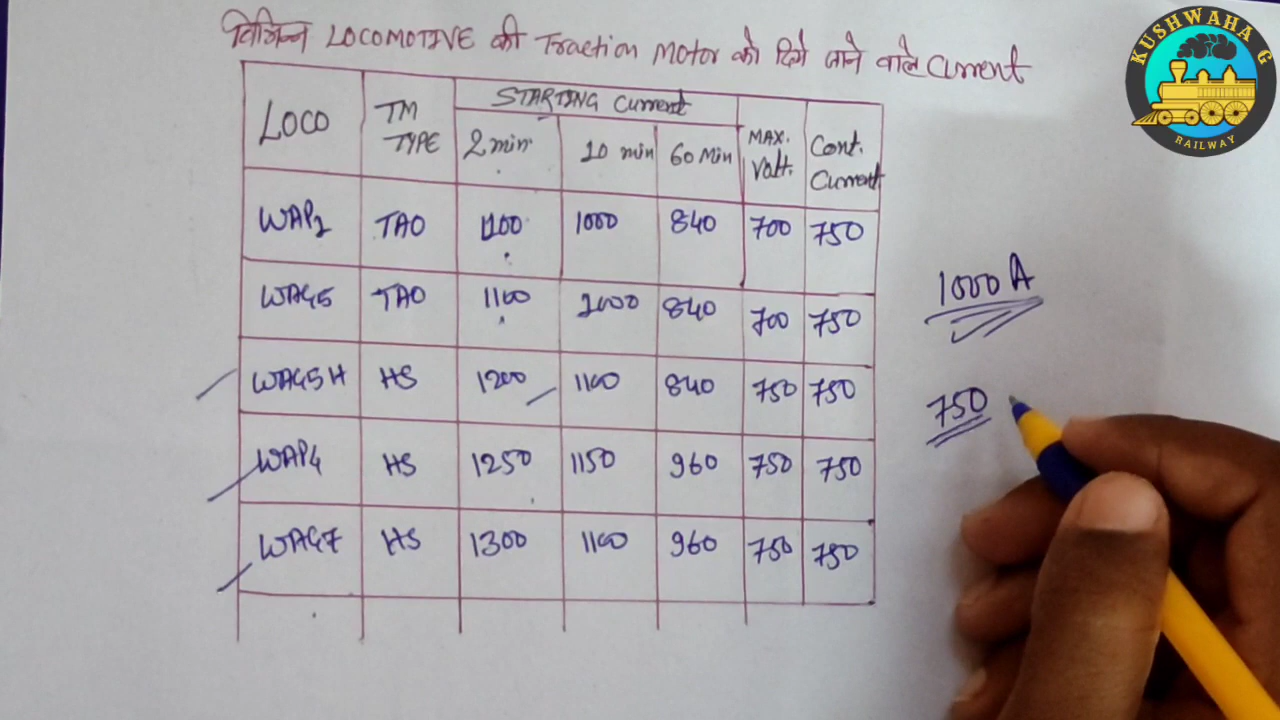 विभिन्न LOCOMOTIVE की Traction Motor को दिये जाने वाले Current
KUSHWAHA G
RAILWAY
LOCO TM TYPE STARTING Current MAX. Volt. Cont. Current
2 min 10 min 60 Min
WAP1 TAO 1100 1000 840 700 750
WAG5 TAO 1100 1000 840 700 750
WAG5H HS 1200 1100 840 750 750
WAP4 HS 1250 1150 960 750 750
WAG7 HS 1300 1100 960 750 750
1000 A
750